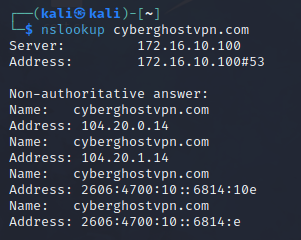 ┌──(kali㉿kali)-[~]
└─$ nslookup cyberghostvpn.com
Server:         172.16.10.100
Address:        172.16.10.100#53

Non-authoritative answer:
Name:   cyberghostvpn.com
Address: 104.20.0.14
Name:   cyberghostvpn.com
Address: 104.20.1.14
Name:   cyberghostvpn.com
Address: 2606:4700:10::6814:10e
Name:   cyberghostvpn.com
Address: 2606:4700:10::6814:e